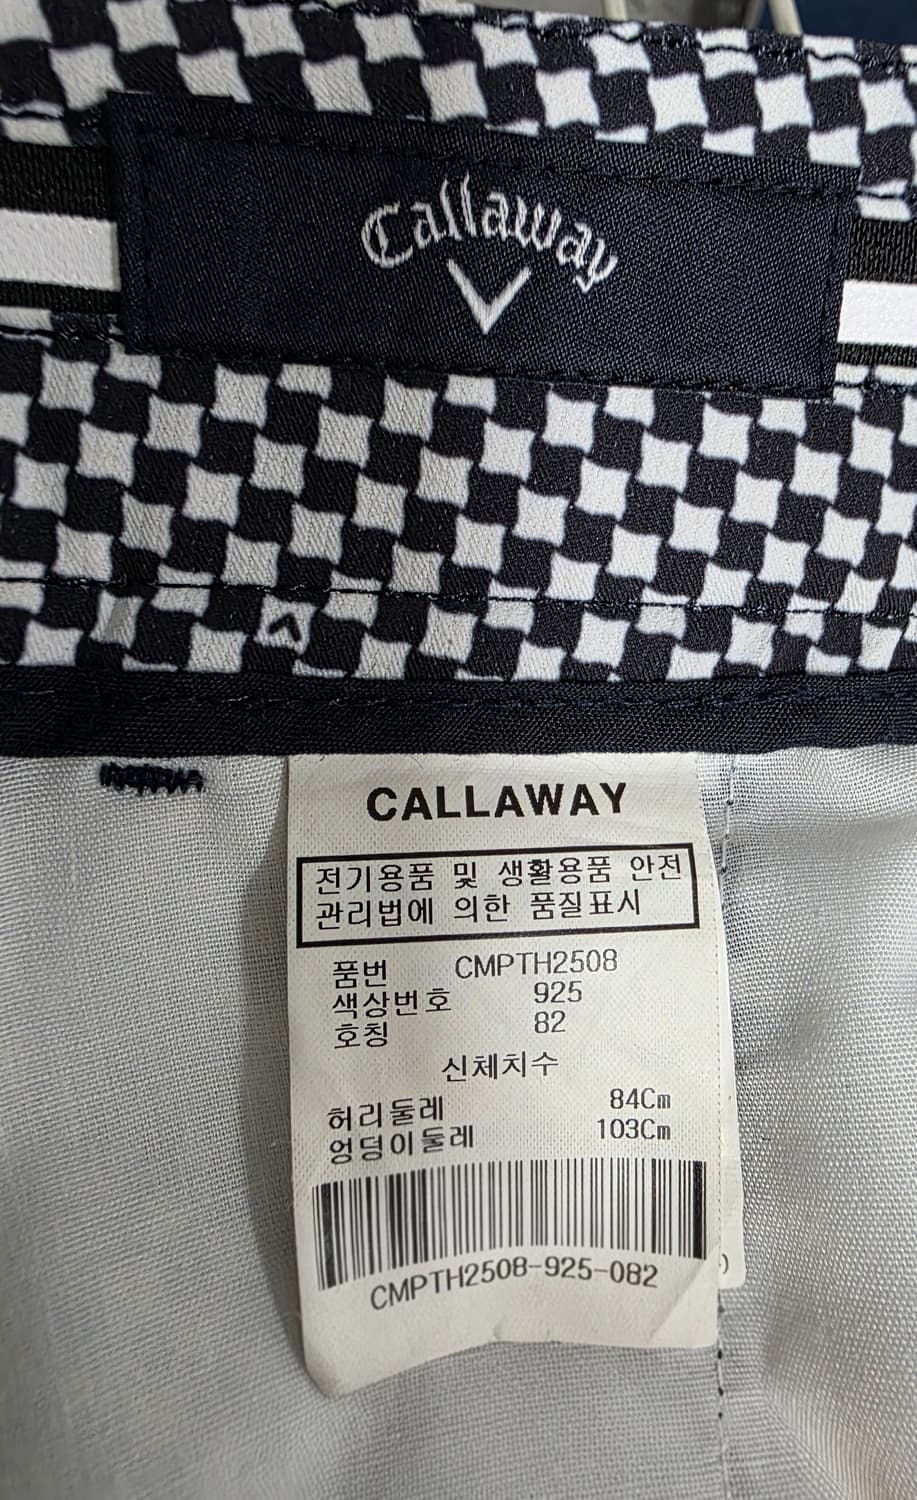 Callaway
CALLAWAY
전기용품 및 생활용품 안전
관리법에 의한 품질표시
품번 CMPTH2508
색상번호 925
호칭 82
신체치수
허리둘레 84Cm
엉덩이둘레 103Cm
CMPTH2508-925-082